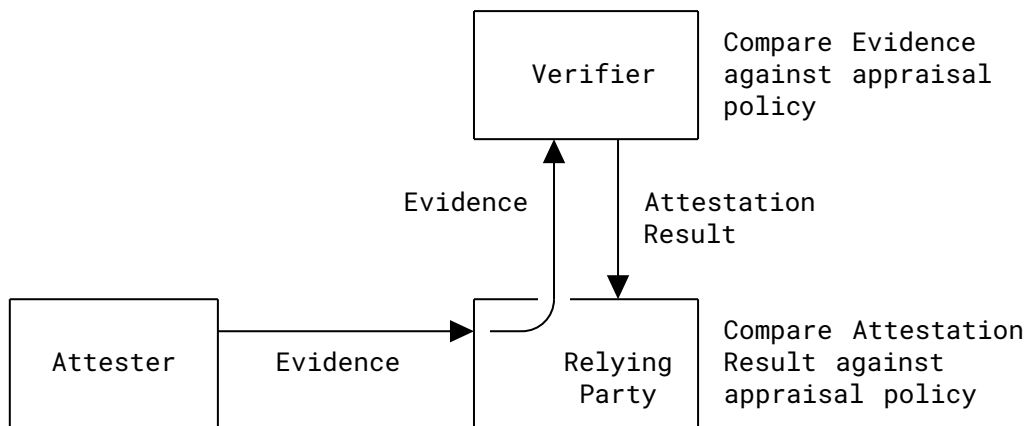 Verifier
Compare Evidence
against appraisal
policy
Evidence
Attestation
Result
Attester
Evidence
Relying
Party
Compare Attestation
Result against
appraisal policy